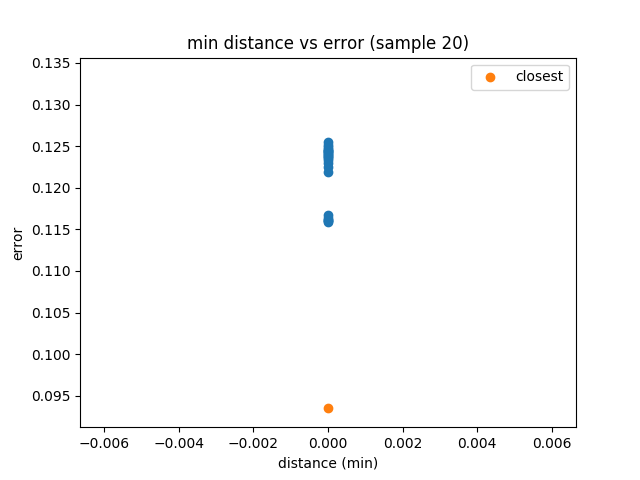 min distance vs error (sample 20)
closest
0.135
0.130
0.125
0.120
0.115
0.110
0.105
0.100
0.095
error
−0.006 −0.004 −0.002 0.000 0.002 0.004 0.006
distance (min)